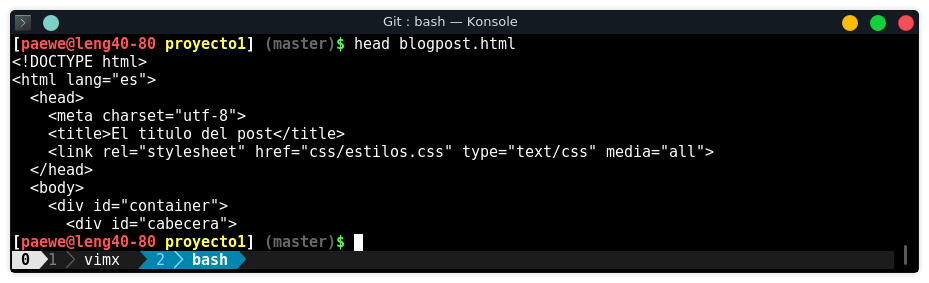 Git : bash — Konsole
[paewe@leng40-80 proyecto1] (master)$ head blogpost.html
<!DOCTYPE html>
<html lang="es">
  <head>
    <meta charset="utf-8">
    <title>El titulo del post</title>
    <link rel="stylesheet" href="css/estilos.css" type="text/css" media="all">
  </head>
  <body>
    <div id="container">
      <div id="cabecera">
[paewe@leng40-80 proyecto1] (master)$
0 1 vimx 2 bash